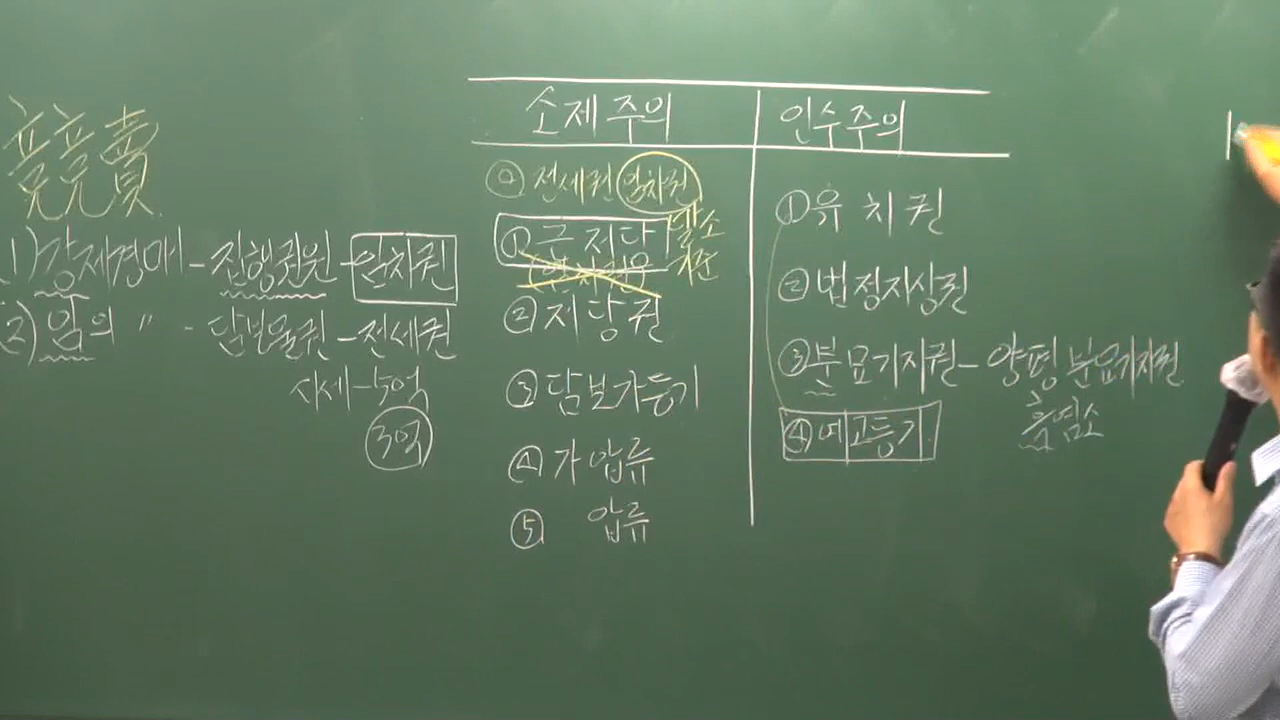 競賣
1)강제경매-집행권원-임차권
(2)임의 〃 -담보물권-전세권
시세-5억
3억
소제주의
⓪전세권 임차권
①근저당 말소
기준
②저당권
③담보가등기
④가압류
⑤ 압류
인수주의
①유치권
②법정지상권
③분묘기지권-양평분묘기지권
흑염소
④예고등기